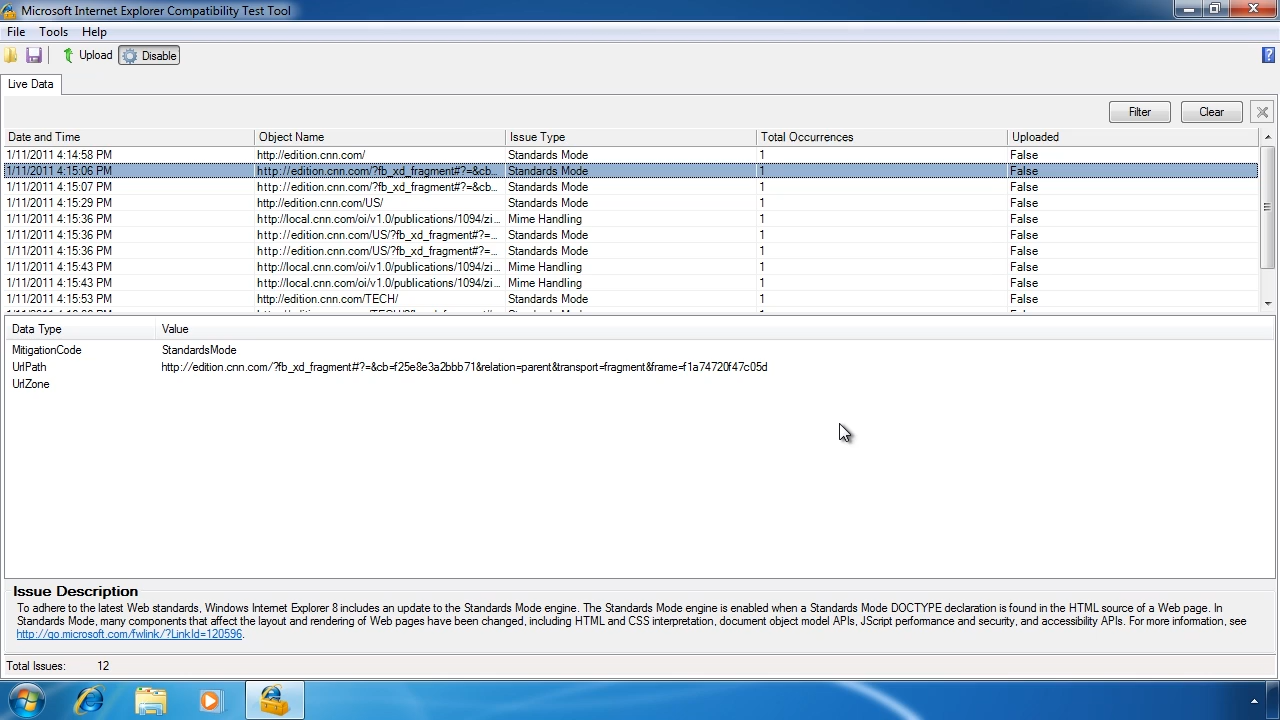 Microsoft Internet Explorer Compatibility Test Tool
File Tools Help
Upload Disable
Live Data
Filter Clear
Date and Time Object Name Issue Type Total Occurrences Uploaded
1/11/2011 4:14:58 PM http://edition.cnn.com/ Standards Mode 1 False
1/11/2011 4:15:06 PM http://edition.cnn.com/?fb_xd_fragment#?=&cb... Standards Mode 1 False
1/11/2011 4:15:07 PM http://edition.cnn.com/?fb_xd_fragment#?=&cb... Standards Mode 1 False
1/11/2011 4:15:29 PM http://edition.cnn.com/US/ Standards Mode 1 False
1/11/2011 4:15:36 PM http://local.cnn.com/oi/v1.0/publications/1094/zi... Mime Handling 1 False
1/11/2011 4:15:36 PM http://edition.cnn.com/US/?fb_xd_fragment#?=... Standards Mode 1 False
1/11/2011 4:15:36 PM http://edition.cnn.com/US/?fb_xd_fragment#?=... Standards Mode 1 False
1/11/2011 4:15:43 PM http://local.cnn.com/oi/v1.0/publications/1094/zi... Mime Handling 1 False
1/11/2011 4:15:43 PM http://local.cnn.com/oi/v1.0/publications/1094/zi... Mime Handling 1 False
1/11/2011 4:15:53 PM http://edition.cnn.com/TECH/ Standards Mode 1 False
Data Type Value
MitigationCode StandardsMode
UrlPath http://edition.cnn.com/?fb_xd_fragment#?=&cb=f25e8e3a2bbb71&relation=parent&transport=fragment&frame=f1a74720f47c05d
UrlZone
Issue Description
To adhere to the latest Web standards, Windows Internet Explorer 8 includes an update to the Standards Mode engine. The Standards Mode engine is enabled when a Standards Mode DOCTYPE declaration is found in the HTML source of a Web page. In
Standards Mode, many components that affect the layout and rendering of Web pages have been changed, including HTML and CSS interpretation, document object model APIs, JScript performance and security, and accessibility APIs. For more information, see
http://go.microsoft.com/fwlink/?LinkId=120596.
Total Issues: 12